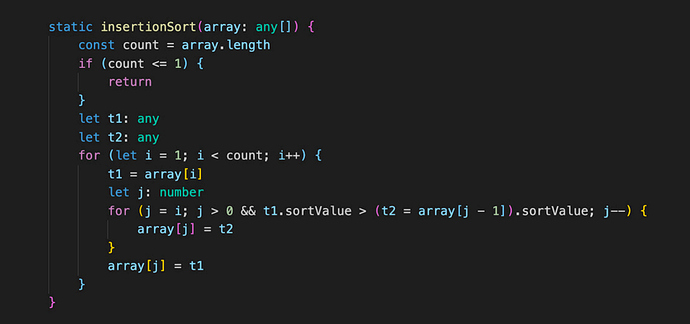 static insertionSort(array: any[]) {
const count = array.length
if (count <= 1) {
return
}
let t1: any
let t2: any
for (let i = 1; i < count; i++) {
t1 = array[i]
let j: number
for (j = i; j > 0 && t1.sortValue > (t2 = array[j - 1]).sortValue; j--) {
array[j] = t2
}
array[j] = t1
}
}